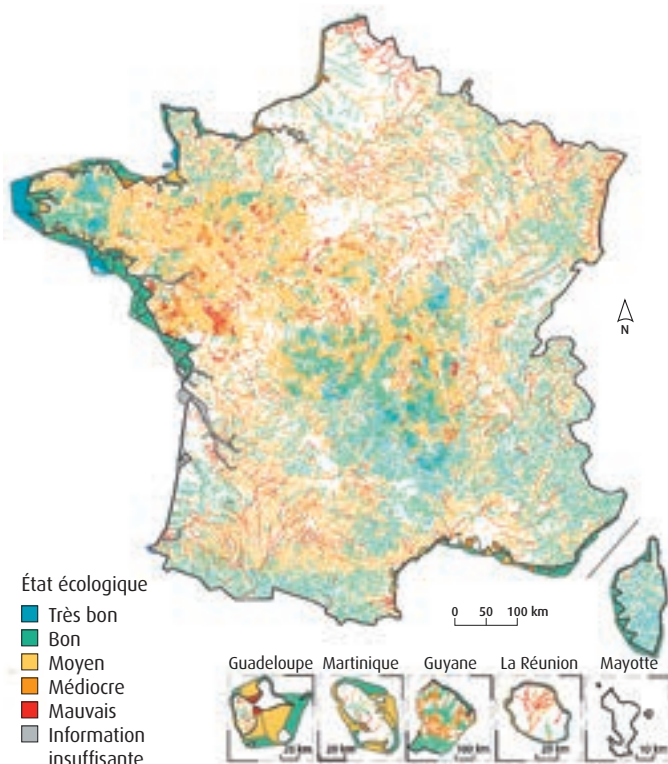 N
État écologique
Très bon
Bon
Moyen
Médiocre
Mauvais
Information
insuffisante
0 50 100 km
Guadeloupe Martinique Guyane La Réunion Mayotte
20 km 20 km 100 km 20 km 10 km